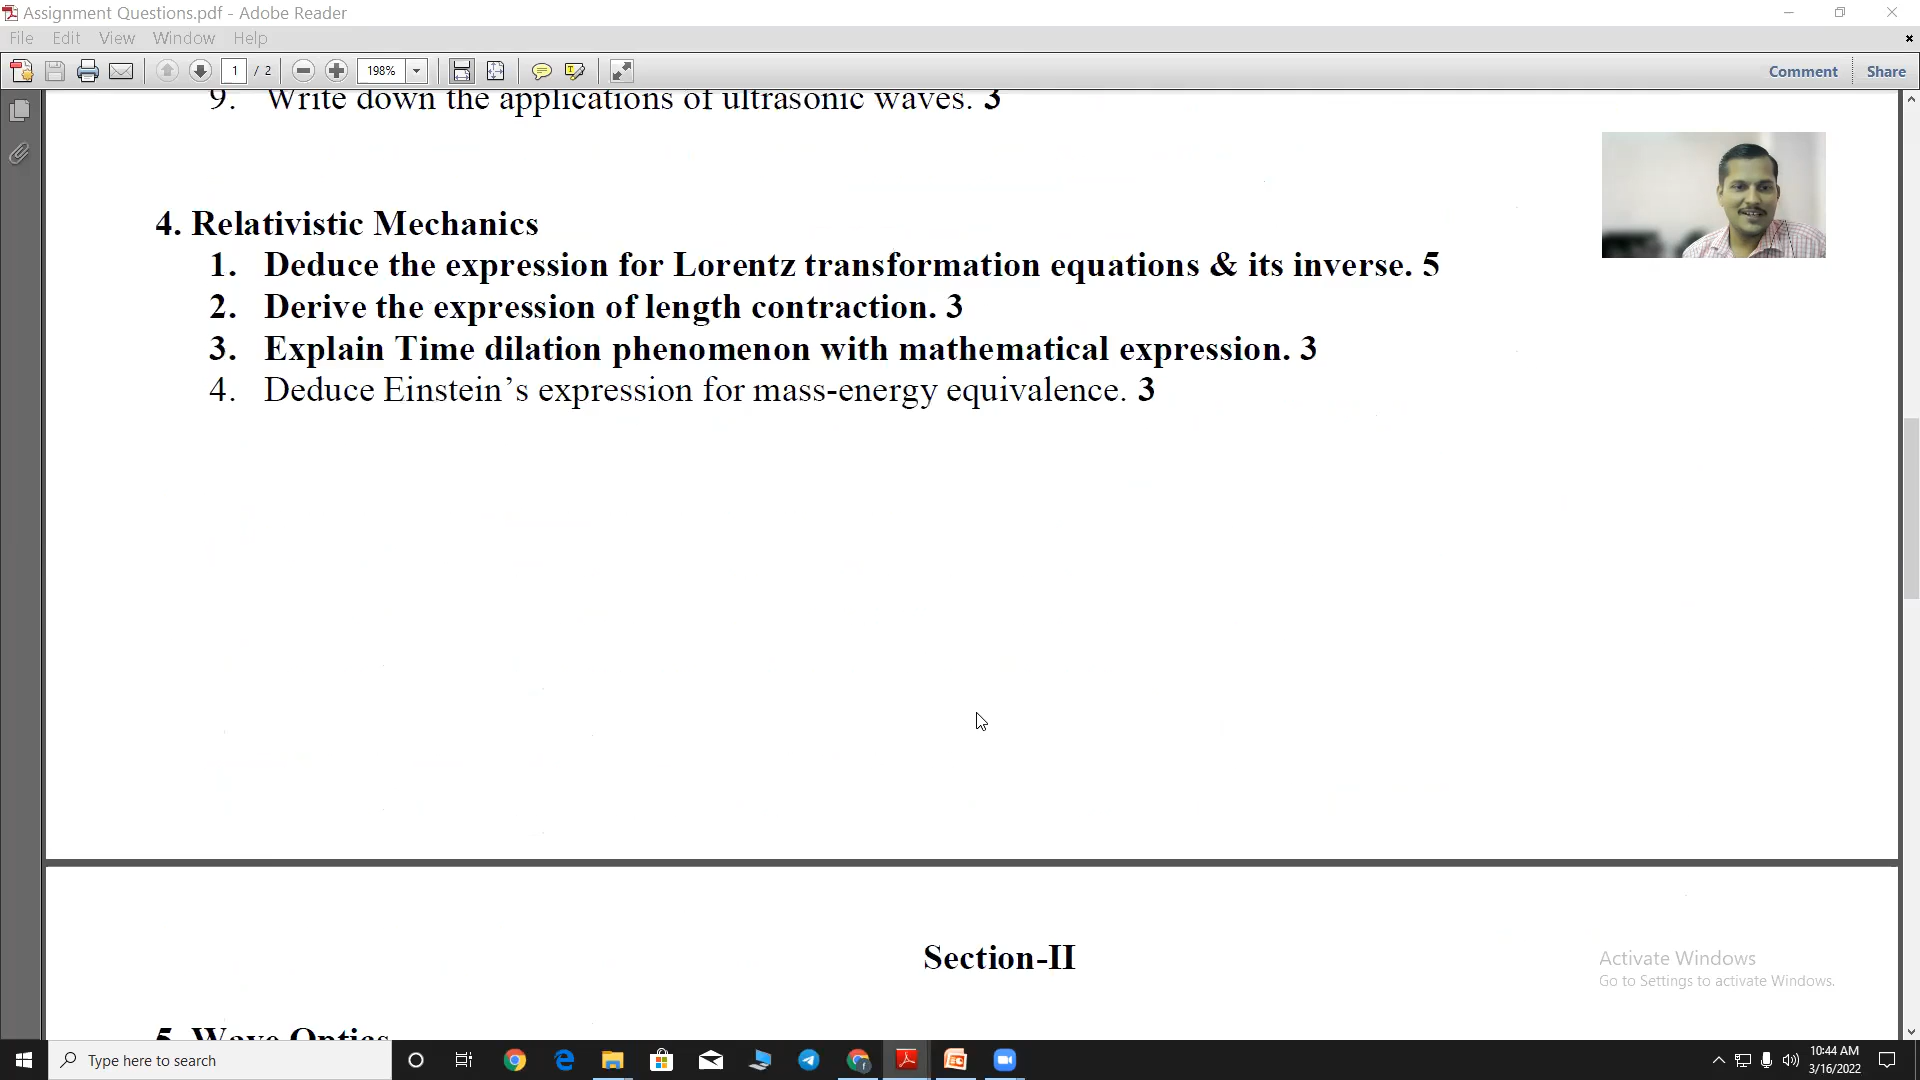 Assignment Questions.pdf - Adobe Reader
File Edit View Window Help
1 / 2 198% Comment Share
9. Write down the applications of ultrasonic waves. 3
4. Relativistic Mechanics
1. Deduce the expression for Lorentz transformation equations & its inverse. 5
2. Derive the expression of length contraction. 3
3. Explain Time dilation phenomenon with mathematical expression. 3
4. Deduce Einstein’s expression for mass-energy equivalence. 3
Section-II
Activate Windows
Go to Settings to activate Windows.
5. Wave Optics
Type here to search
10:44 AM
3/16/2022